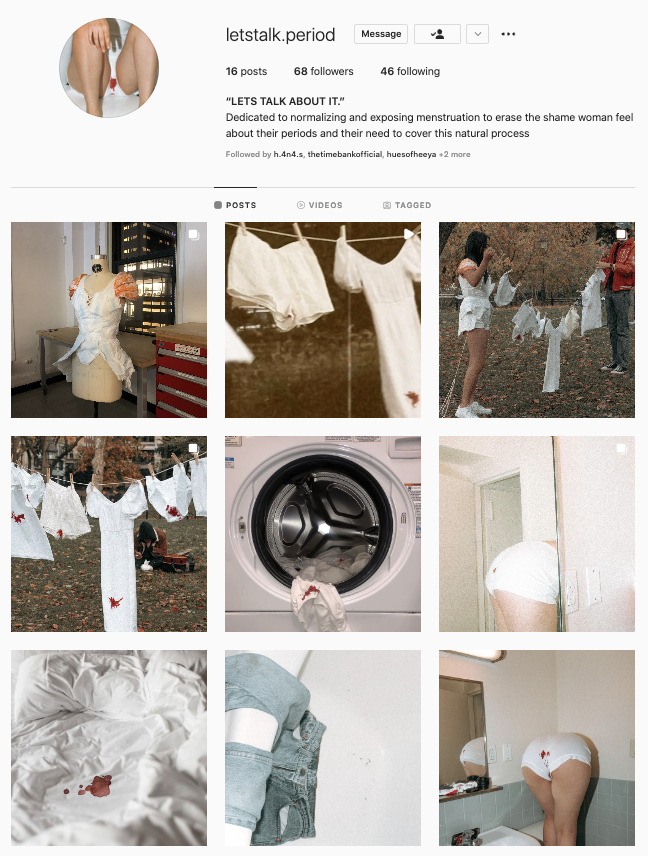 letstalk.period Message
16 posts 68 followers 46 following
“LETS TALK ABOUT IT.”
Dedicated to normalizing and exposing menstruation to erase the shame woman feel
about their periods and their need to cover this natural process
Followed by h.4n4.s, thetimebankofficial, huesofheeya +2 more
POSTS VIDEOS TAGGED